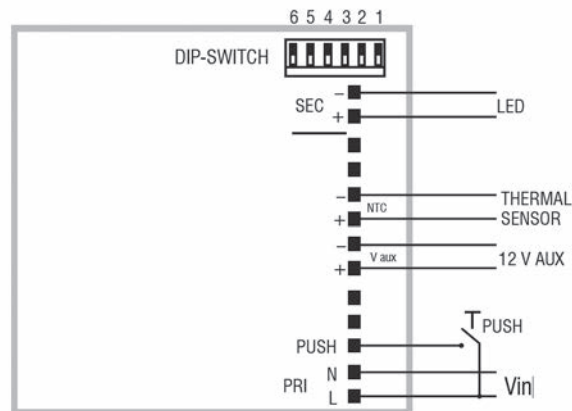 6 5 4 3 2 1
DIP-SWITCH
−
SEC
LED
+
−
THERMAL
NTC
+
SENSOR
−
V aux
12 V AUX
+
PUSH
PUSH
N
PRI
Vin
L